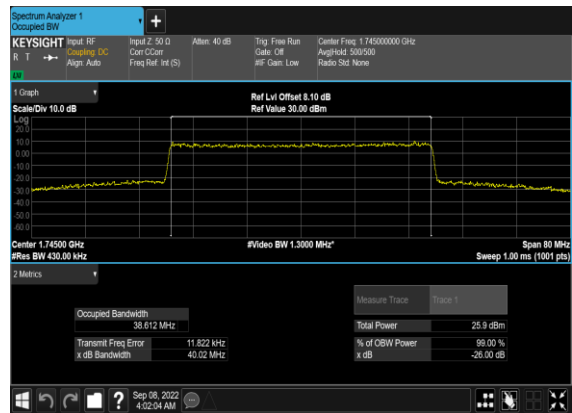 Spectrum Analyzer 1
Occupied BW
KEYSIGHT Input: RF Input Z: 50 Ω Atten: 40 dB Trig: Free Run Center Freq: 1.745000000 GHz
R T Coupling: DC Corr CCorr Gate: Off Avg|Hold: 500/500
Align: Auto Freq Ref: Int (S) #IF Gain: Low Radio Std: None
LW
1 Graph
Ref Lvl Offset 8.10 dB
Scale/Div 10.0 dB Ref Value 30.00 dBm
Log
20.0
10.0
0.00
-10.0
-20.0
-30.0
-40.0
-50.0
-60.0
Center 1.74500 GHz #Video BW 1.3000 MHz* Span 80 MHz
#Res BW 430.00 kHz Sweep 1.00 ms (1001 pts)
2 Metrics
Measure Trace Trace 1
Occupied Bandwidth
38.612 MHz Total Power 25.9 dBm
Transmit Freq Error 11.822 kHz % of OBW Power 99.00 %
x dB Bandwidth 40.02 MHz x dB -26.00 dB
? Sep 08, 2022
4:02:04 AM